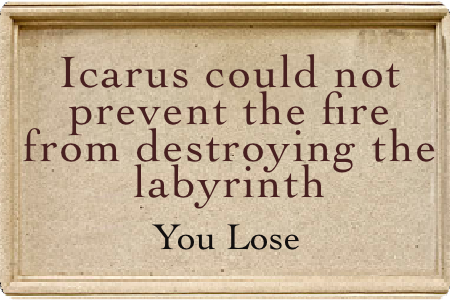 Icarus could not
prevent the fire
from destroying the
labyrinth
You Lose